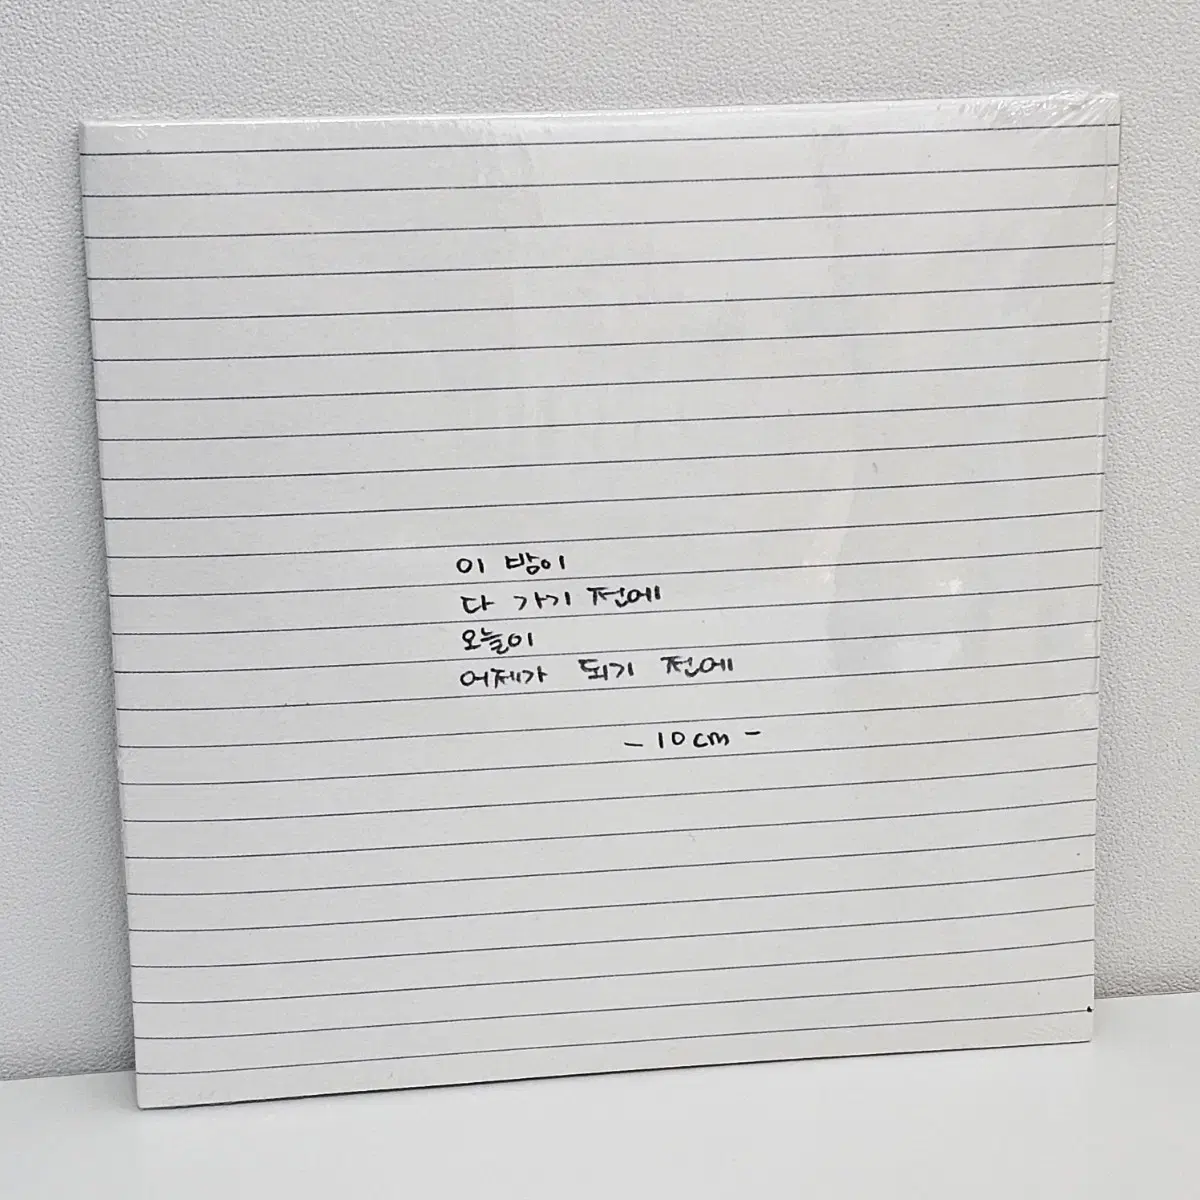 이 밤이
다 가기 전에
오늘이
어제가 되기 전에
- 10cm -